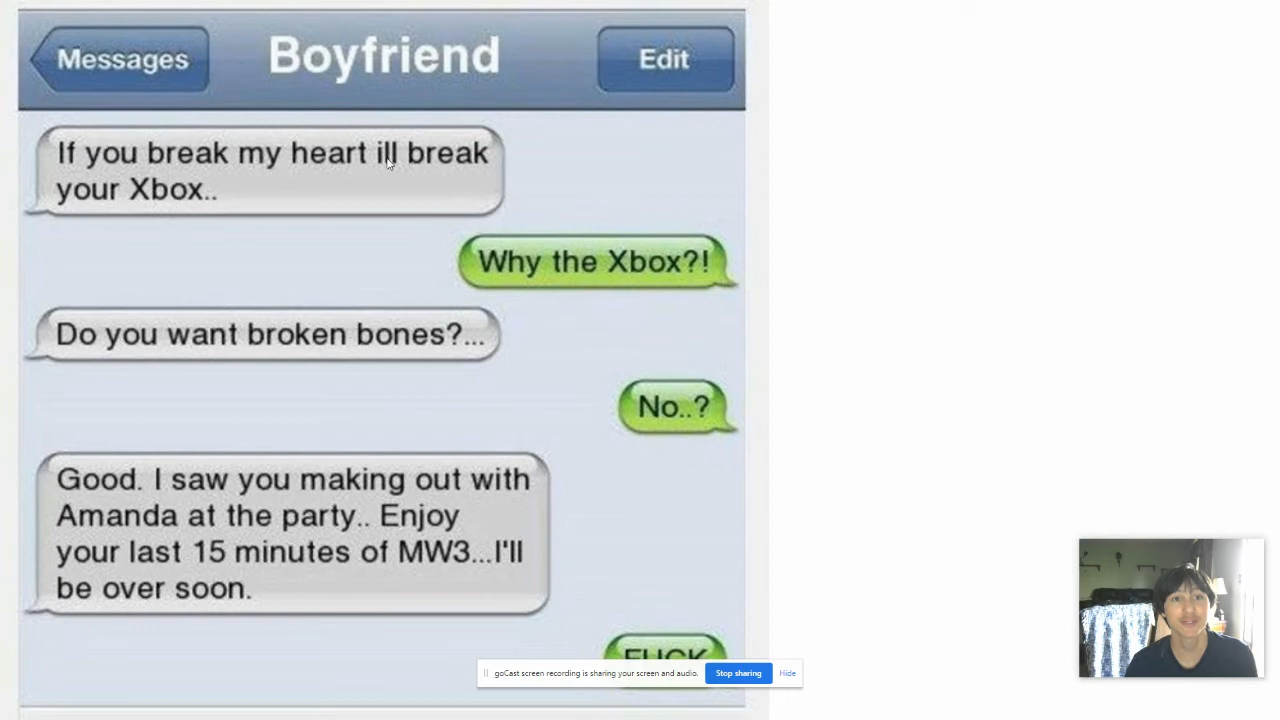 Messages
Boyfriend
Edit
If you break my heart ill break
your Xbox..
Why the Xbox?!
Do you want broken bones?...
No..?
Good. I saw you making out with
Amanda at the party.. Enjoy
your last 15 minutes of MW3...I'll
be over soon.
FUCK
goCast screen recording is sharing your screen and audio.
Stop sharing
Hide